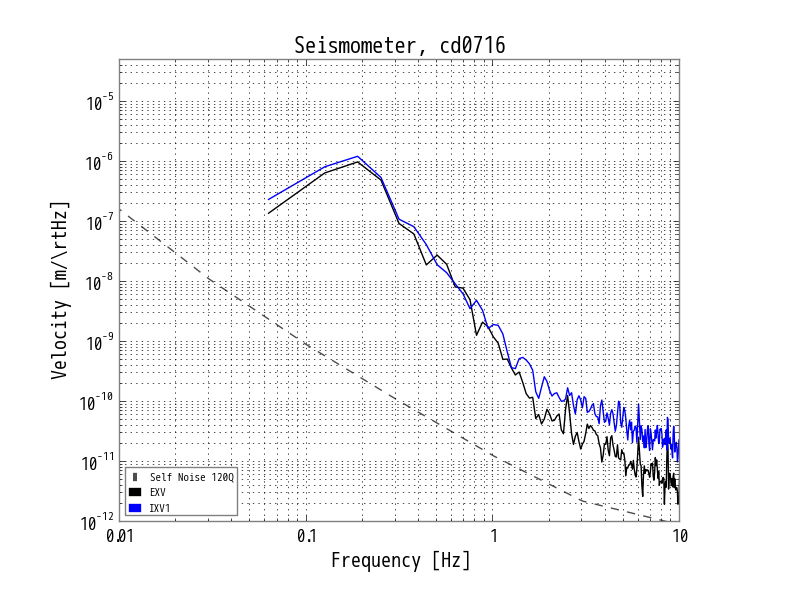 Seismometer, cd0716
Velocity [m/\rtHz]
10-5
10-6
10-7
10-8
10-9
10-10
10-11
10-12
Self Noise 120Q
EXV
IXV1
0.01 0.1 1 10
Frequency [Hz]